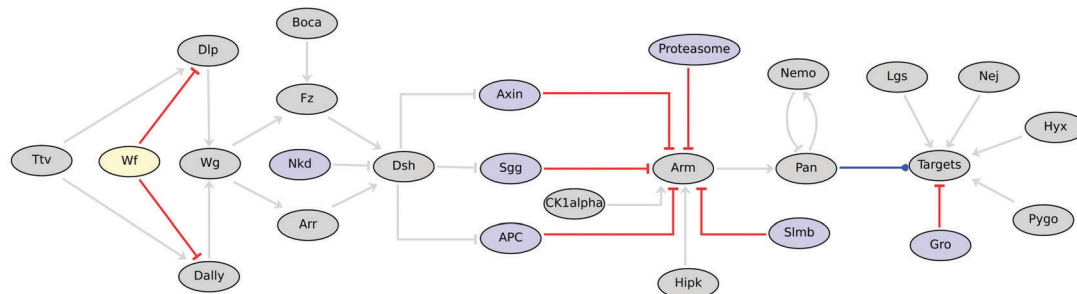 Boca
Dlp
Proteasome
Nemo
Lgs
Nej
Axin
Fz
Hyx
Ttv
Wf
Wg
Nkd
Dsh
Sgg
Arm
Pan
Targets
CK1alpha
Arr
APC
Slmb
Gro
Pygo
Dally
Hipk